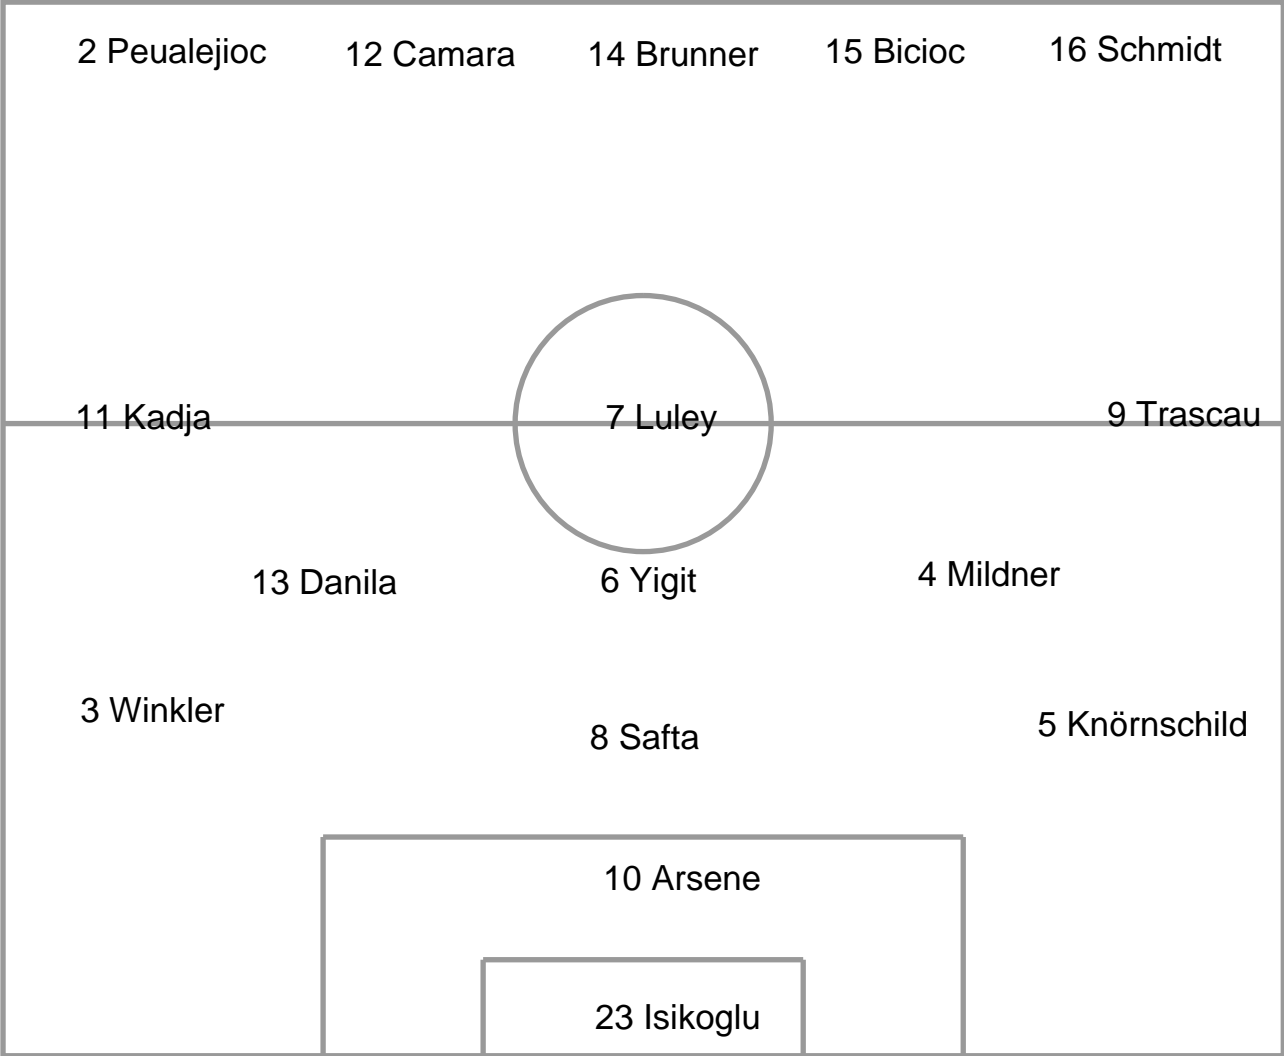 2 Peualejioc 12 Camara 14 Brunner 15 Bicioc 16 Schmidt
11 Kadja 7 Luley 9 Trascau
13 Danila 6 Yigit 4 Mildner
3 Winkler 8 Safta 5 Knörnschild
10 Arsene
23 Isikoglu